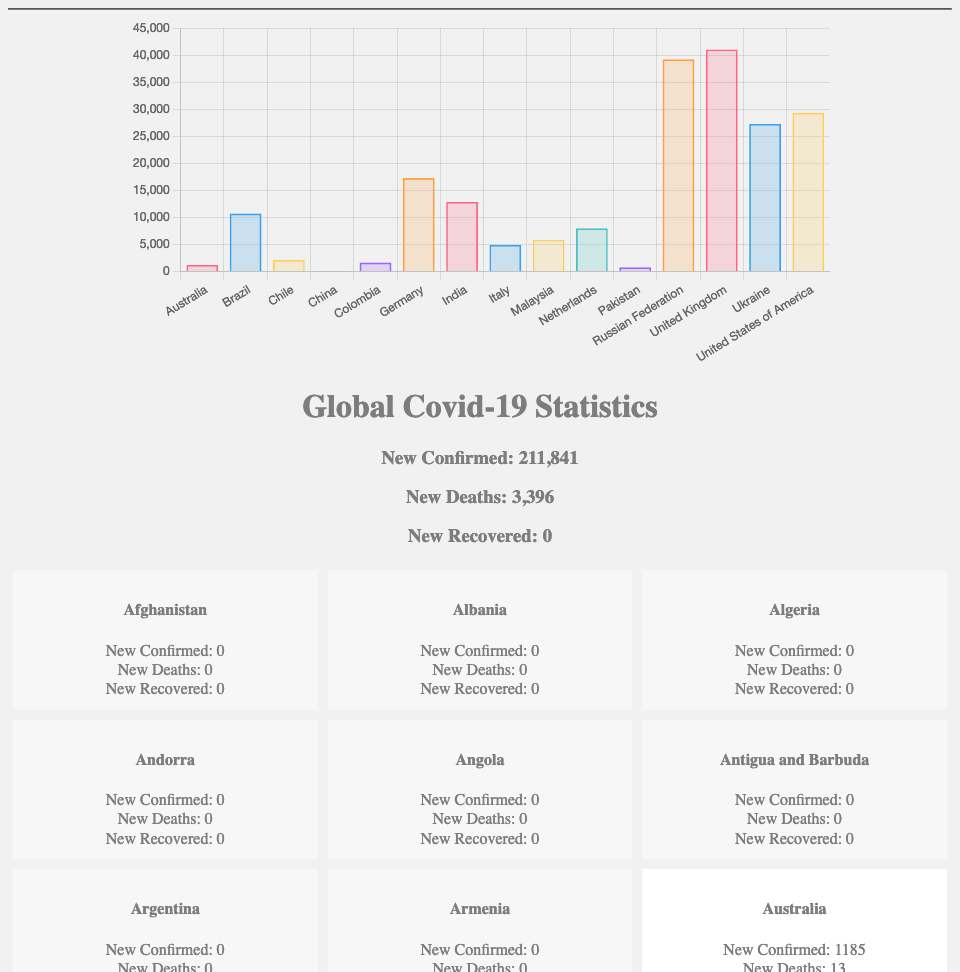 45,000
40,000
35,000
30,000
25,000
20,000
15,000
10,000
5,000
0
Australia
Brazil
Chile
China
Colombia
Germany
India
Italy
Malaysia
Netherlands
Pakistan
Russian Federation
United Kingdom
Ukraine
United States of America
Global Covid-19 Statistics
New Confirmed: 211,841
New Deaths: 3,396
New Recovered: 0
Afghanistan
New Confirmed: 0
New Deaths: 0
New Recovered: 0
Albania
New Confirmed: 0
New Deaths: 0
New Recovered: 0
Algeria
New Confirmed: 0
New Deaths: 0
New Recovered: 0
Andorra
New Confirmed: 0
New Deaths: 0
New Recovered: 0
Angola
New Confirmed: 0
New Deaths: 0
New Recovered: 0
Antigua and Barbuda
New Confirmed: 0
New Deaths: 0
New Recovered: 0
Argentina
New Confirmed: 0
New Deaths: 0
Armenia
New Confirmed: 0
New Deaths: 0
Australia
New Confirmed: 1185
New Deaths: 13